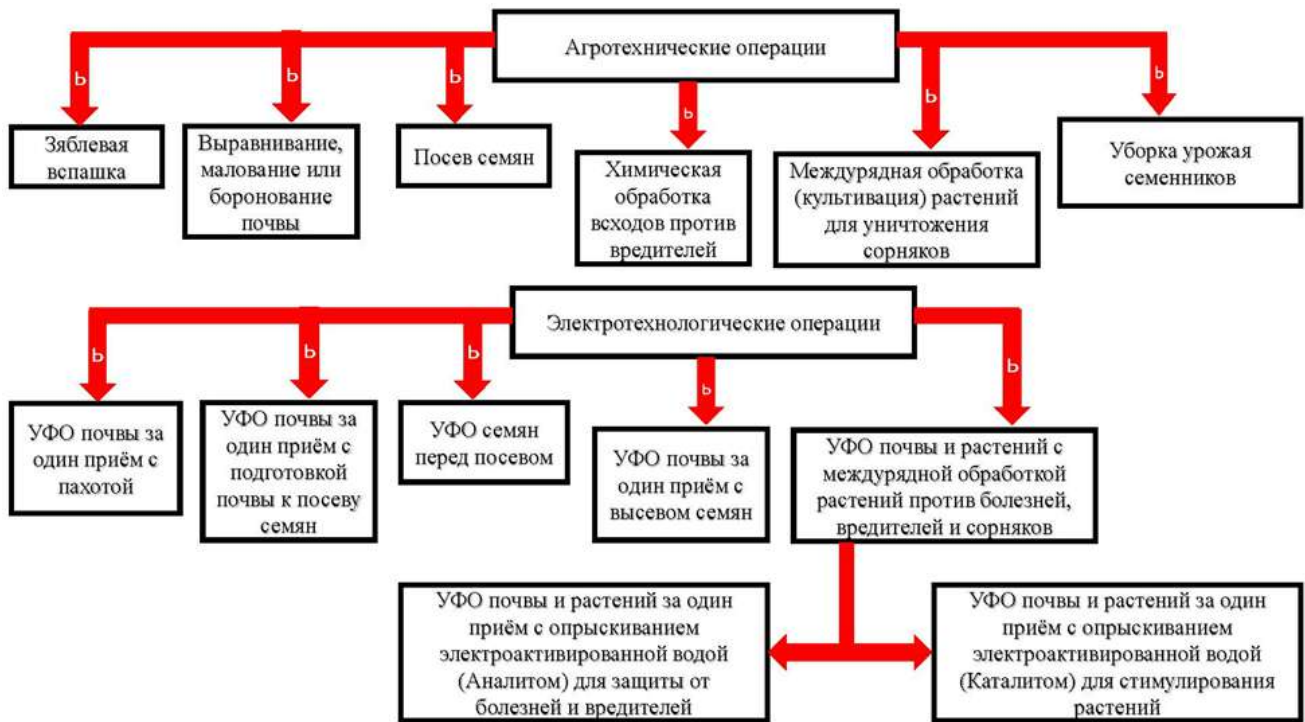 Агротехнические операции
Ь
Ь
Ь
Ь
Ь
Ь
Зяблевая
вспашка
Выравнивание,
малование или
боронование
почвы
Посев семян
Химическая
обработка
всходов против
вредителей
Междурядная обработка
(культивация) растений
для уничтожения
сорняков
Уборка урожая
семенников
Электротехнологические операции
Ь
Ь
Ь
Ь
Ь
УФО почвы за
один приём с
пахотой
УФО почвы за
один приём с
подготовкой
почвы к посеву
семян
УФО семян
перед посевом
УФО почвы за
один приём с
высевом семян
УФО почвы и растений с
междурядной обработкой
растений против болезней,
вредителей и сорняков
УФО почвы и растений за один
приём с опрыскиванием
электроактивированной водой
(Аналитом) для защиты от
болезней и вредителей
УФО почвы и растений за один
приём с опрыскиванием
электроактивированной водой
(Каталитом) для стимулирования
растений